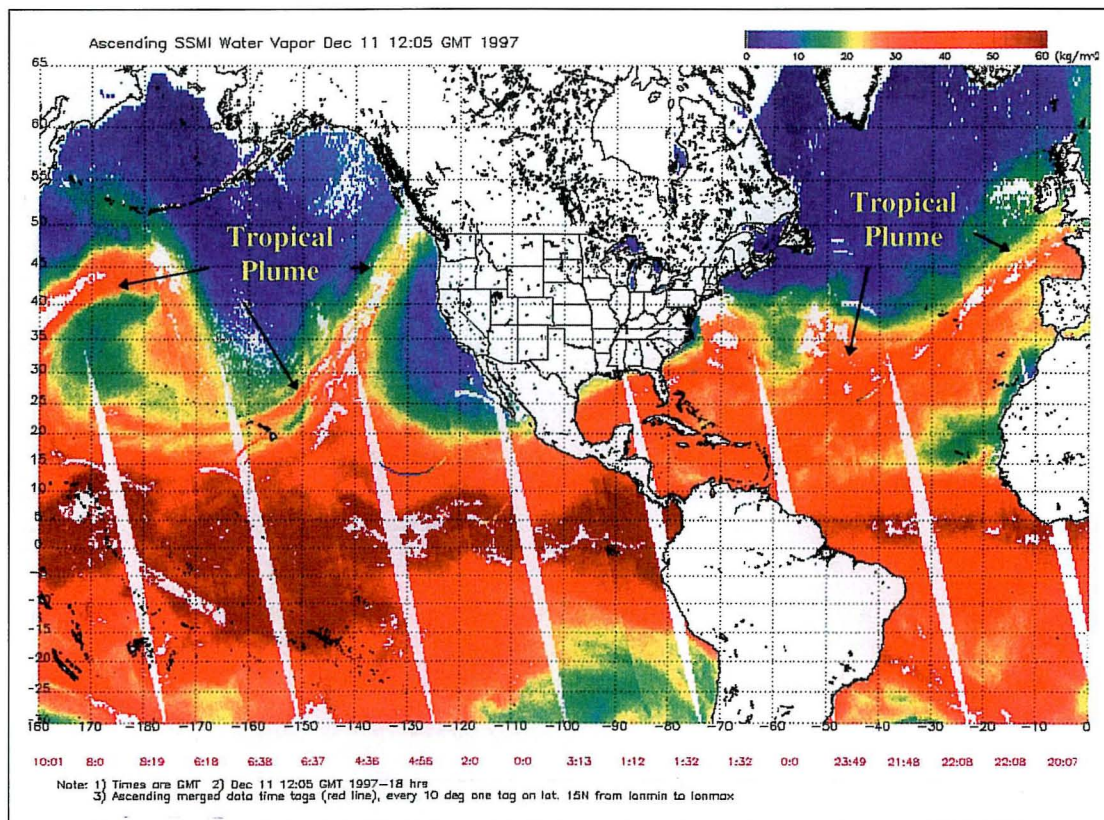 Ascending SSMI Water Vapor Dec 11 12:05 GMT 1997
0 10 20 30 40 50 60 (kg/m²
65
60
55
50
45
40
35
30
25
20
15
10
5
0
-5
-10
-15
-20
-25
Tropical
Plume
Tropical
Plume
160 170 -170 -160 -150 -140 -130 -120 -110 -100 -90 -80 -70 -60 -50 -40 -30 -20 -10 0
10:01 8:0 8:19 6:18 6:38 6:37 4:36 4:55 2:0 0:0 3:13 1:12 1:32 1:32 0:0 23:49 21:48 22:08 22:08 20:07
Note: 1) Times are GMT 2) Dec 11 12:05 GMT 1997-18 hrs
3) Ascending merged data time tags (red line), every 10 deg one tag on lat. 15N from lonmin to lonmax